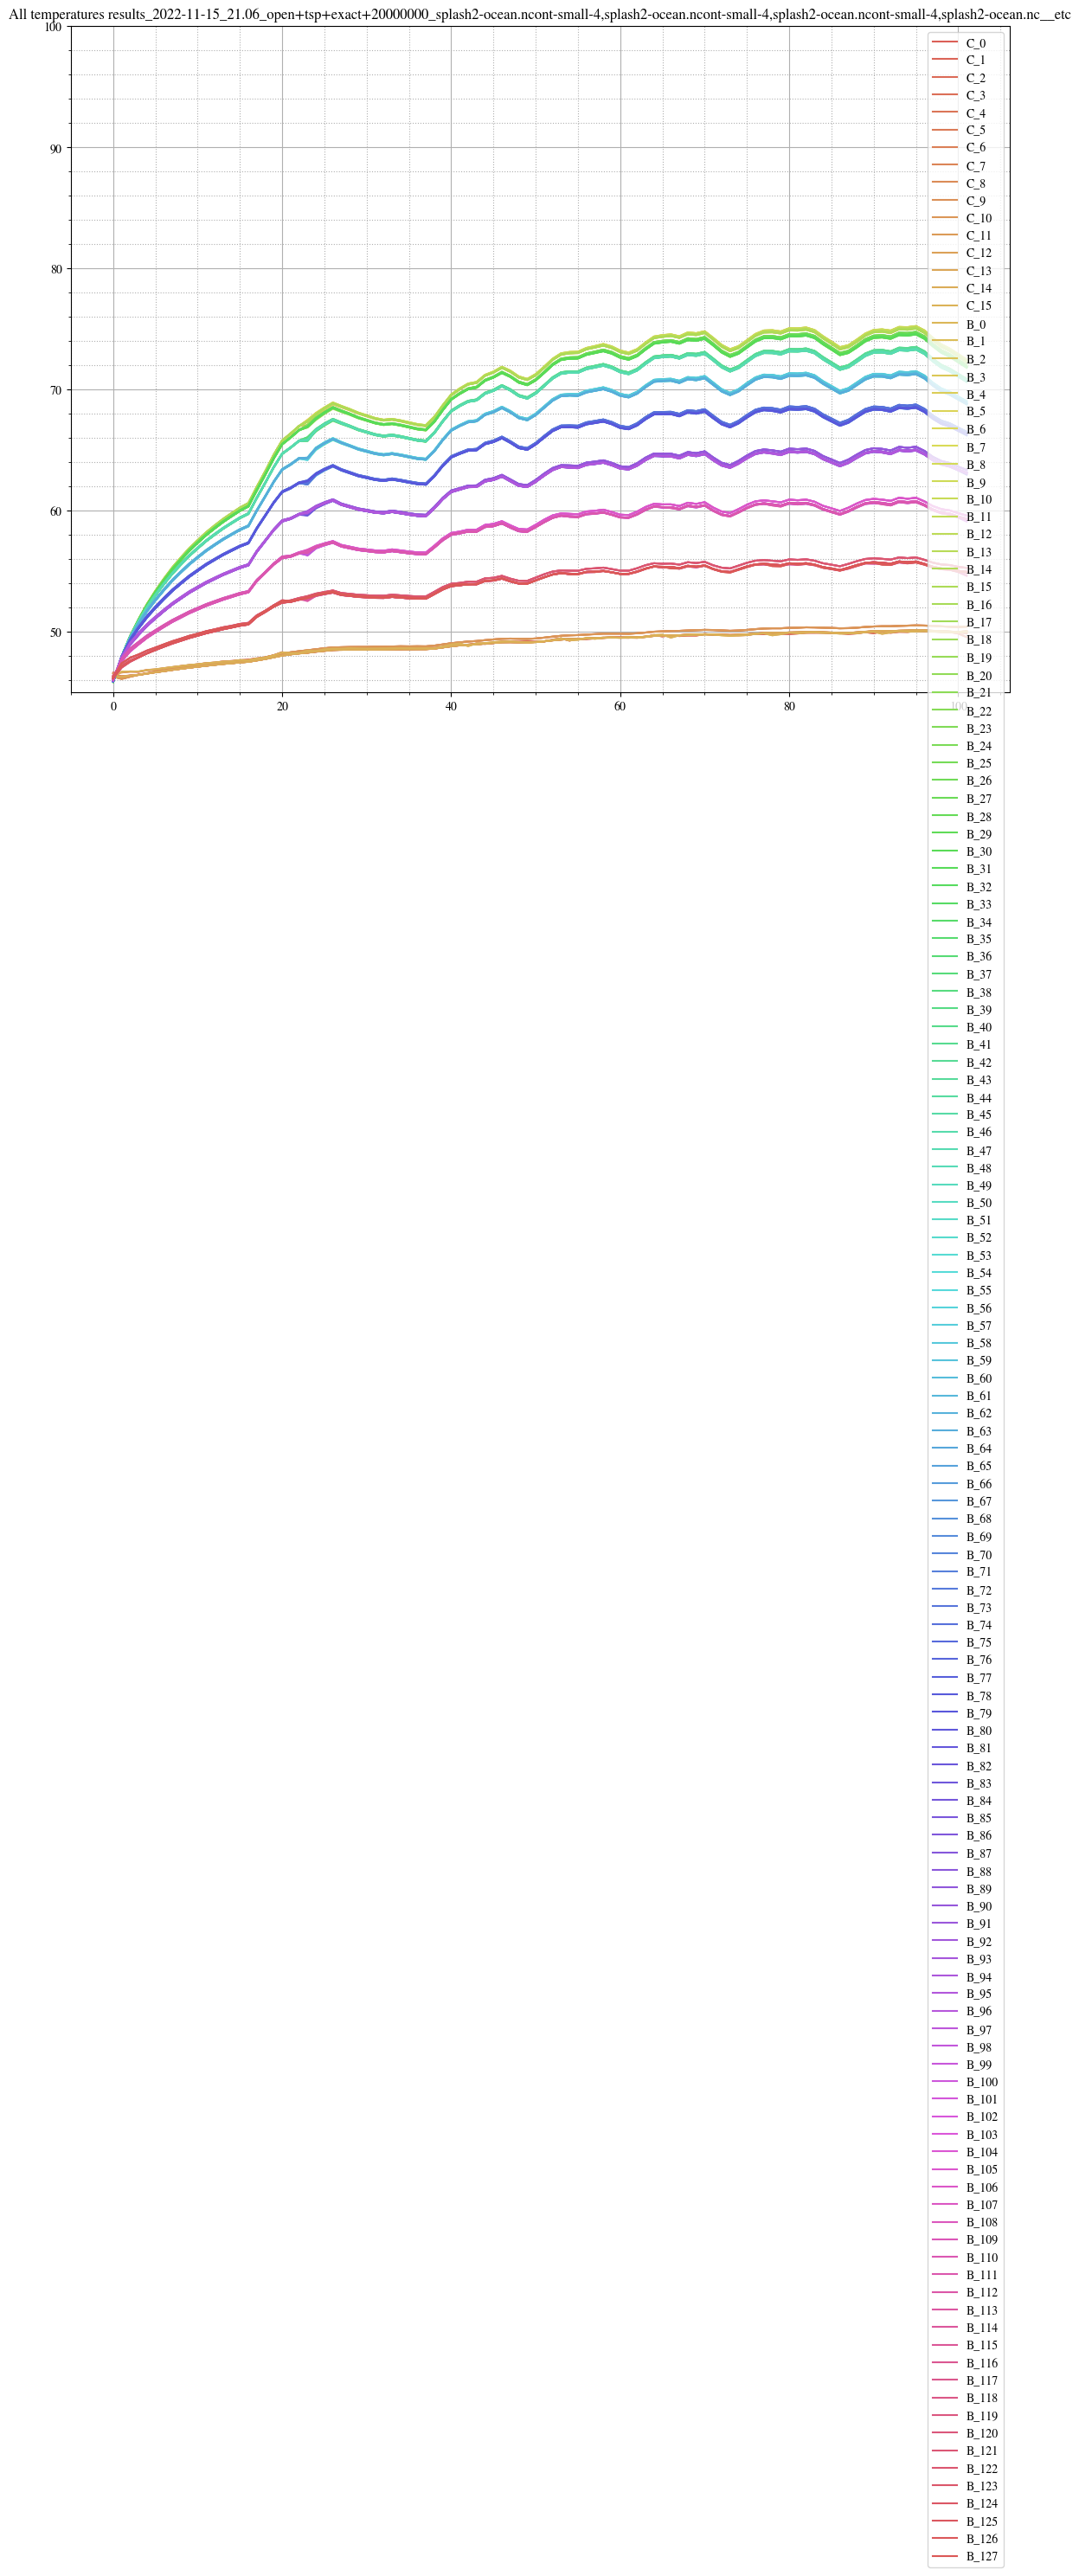 All temperatures results_2022-11-15_21.06_open+tsp+exact+20000000_splash2-ocean.ncont-small-4,splash2-ocean.ncont-small-4,splash2-ocean.ncont-small-4,splash2-ocean.nc__etc
100
90
80
70
60
50
0
20
40
60
80
100
C_0
C_1
C_2
C_3
C_4
C_5
C_6
C_7
C_8
C_9
C_10
C_11
C_12
C_13
C_14
C_15
B_0
B_1
B_2
B_3
B_4
B_5
B_6
B_7
B_8
B_9
B_10
B_11
B_12
B_13
B_14
B_15
B_16
B_17
B_18
B_19
B_20
B_21
B_22
B_23
B_24
B_25
B_26
B_27
B_28
B_29
B_30
B_31
B_32
B_33
B_34
B_35
B_36
B_37
B_38
B_39
B_40
B_41
B_42
B_43
B_44
B_45
B_46
B_47
B_48
B_49
B_50
B_51
B_52
B_53
B_54
B_55
B_56
B_57
B_58
B_59
B_60
B_61
B_62
B_63
B_64
B_65
B_66
B_67
B_68
B_69
B_70
B_71
B_72
B_73
B_74
B_75
B_76
B_77
B_78
B_79
B_80
B_81
B_82
B_83
B_84
B_85
B_86
B_87
B_88
B_89
B_90
B_91
B_92
B_93
B_94
B_95
B_96
B_97
B_98
B_99
B_100
B_101
B_102
B_103
B_104
B_105
B_106
B_107
B_108
B_109
B_110
B_111
B_112
B_113
B_114
B_115
B_116
B_117
B_118
B_119
B_120
B_121
B_122
B_123
B_124
B_125
B_126
B_127